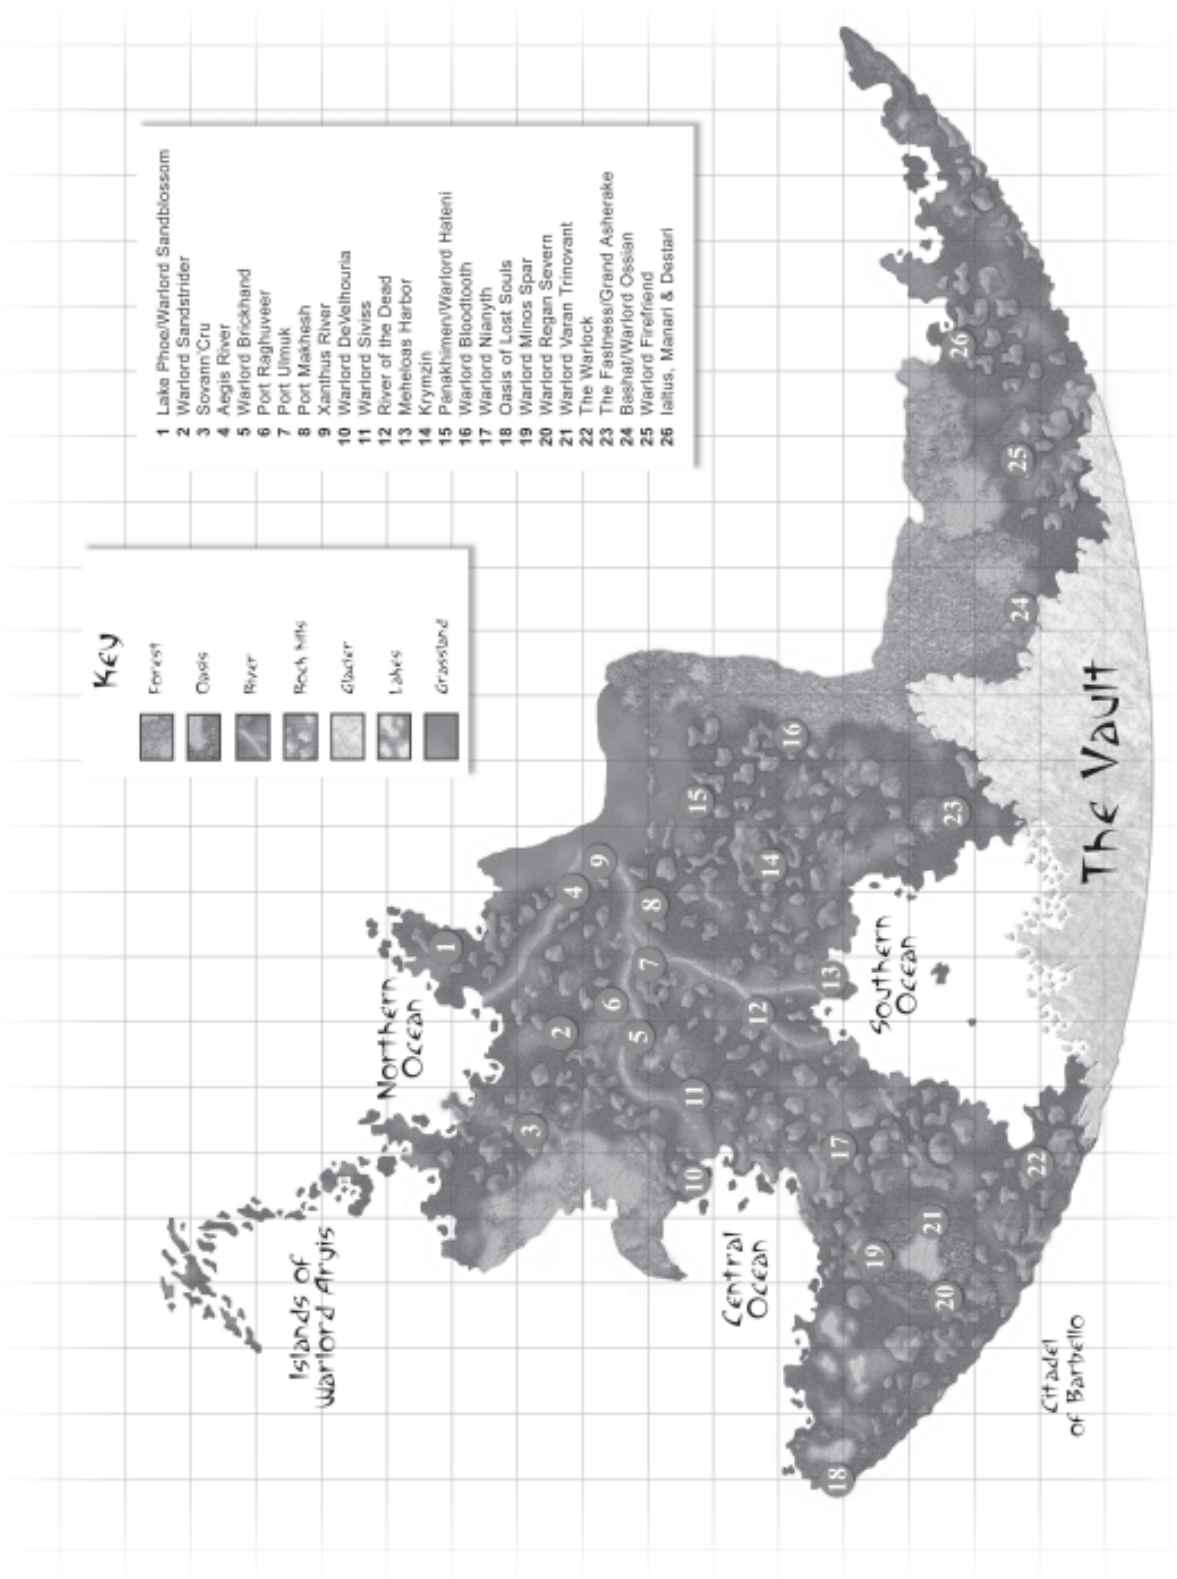 Key
Forest
Oasis
River
Rock hills
Glacier
Lakes
Grassland
1 Lake Phoe/Warlord Sandblossom
2 Warlord Sandstrider
3 Sovann'Cru
4 Aegis River
5 Warlord Brickhand
6 Port Raghuveer
7 Port Ulmuk
8 Port Makhesh
9 Xanthus River
10 Warlord DeVelhouria
11 Warlord Siviss
12 River of the Dead
13 Meheloas Harbor
14 Krymzin
15 Panakhimen/Warlord Hateni
16 Warlord Bloodtooth
17 Warlord Nianyth
18 Oasis of Lost Souls
19 Warlord Minos Spar
20 Warlord Regan Severn
21 Warlord Varan Trinovant
22 The Warlock
23 The Fastness/Grand Asherake
24 Bashat/Warlord Ossian
25 Warlord Firefriend
26 Ialtus, Manari & Destari
Islands of
Warlord Aryis
Northern
Ocean
1
2
3
4
5
6
7
8
9
10
11
12
13
14
15
16
Central
Ocean
Southern
Ocean
17
18
19
20
21
22
23
24
25
26
Citadel
of Barbello
The Vault